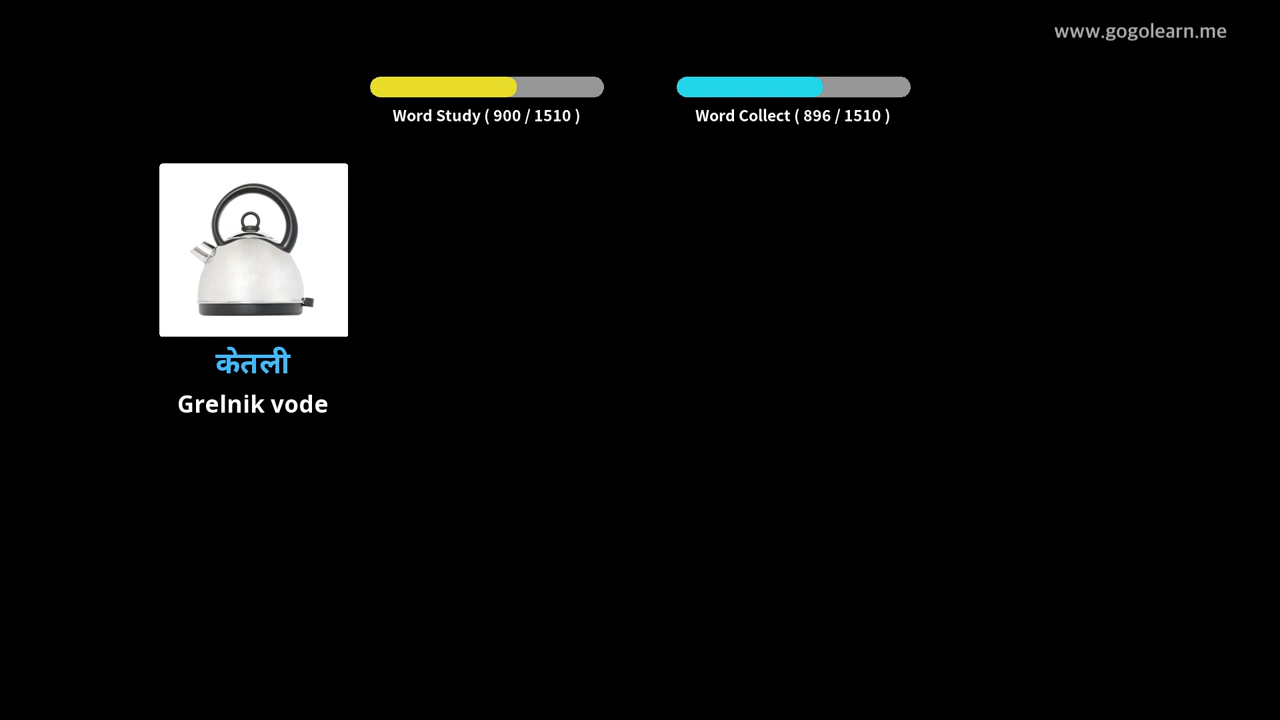 www.gogolearn.me
Word Study ( 900 / 1510 )
Word Collect ( 896 / 1510 )
केतली
Grelnik vode